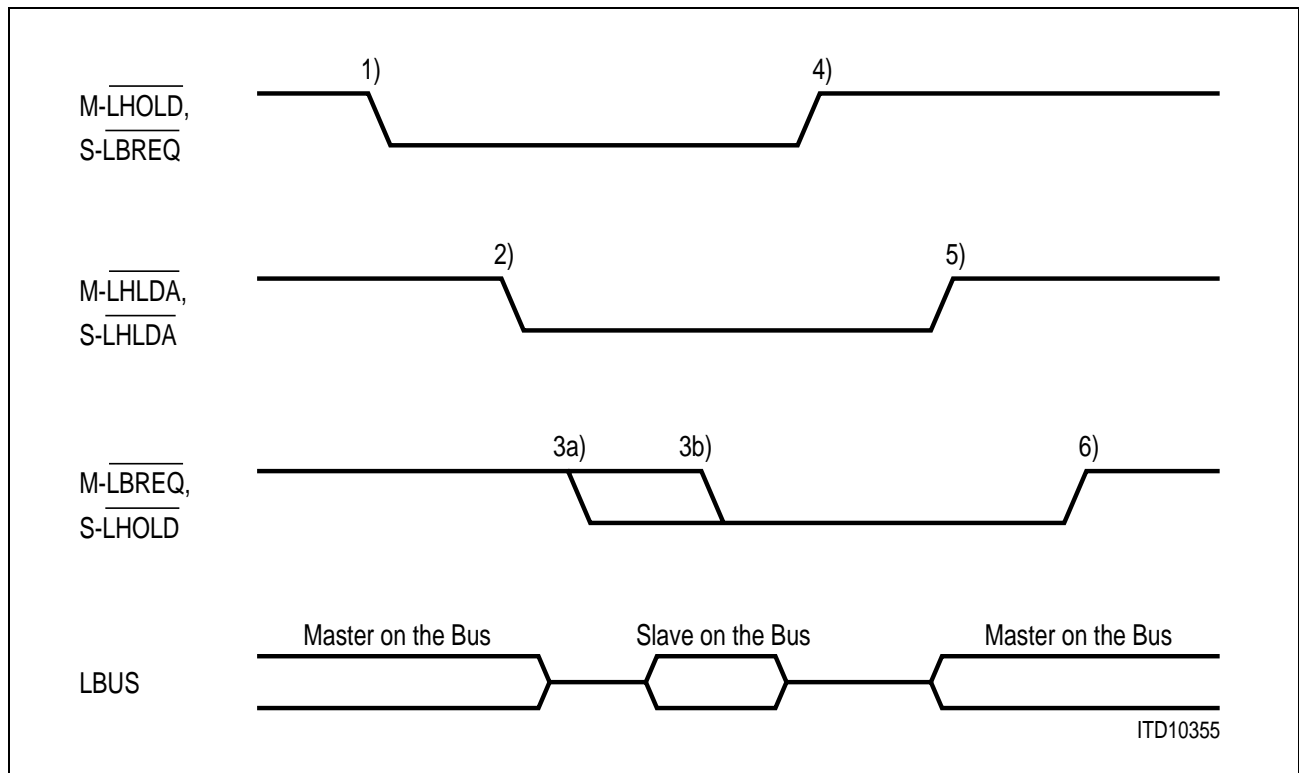 1)
4)
M-LHOLD,
S-LBREQ
2)
5)
M-LHLDA,
S-LHLDA
3a)
3b)
6)
M-LBREQ,
S-LHOLD
Master on the Bus
Slave on the Bus
Master on the Bus
LBUS
ITD10355